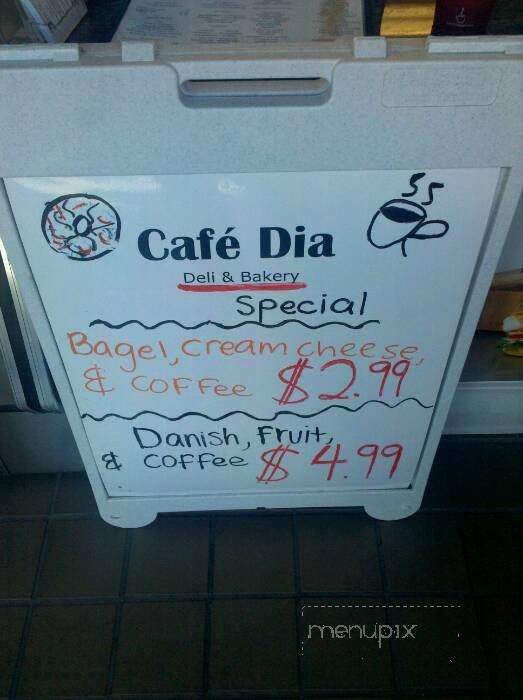 Café Dia
Deli & Bakery
Special
Bagel, cream cheese,
& coffee $2.99
Danish, Fruit,
& coffee $4.99
menupix